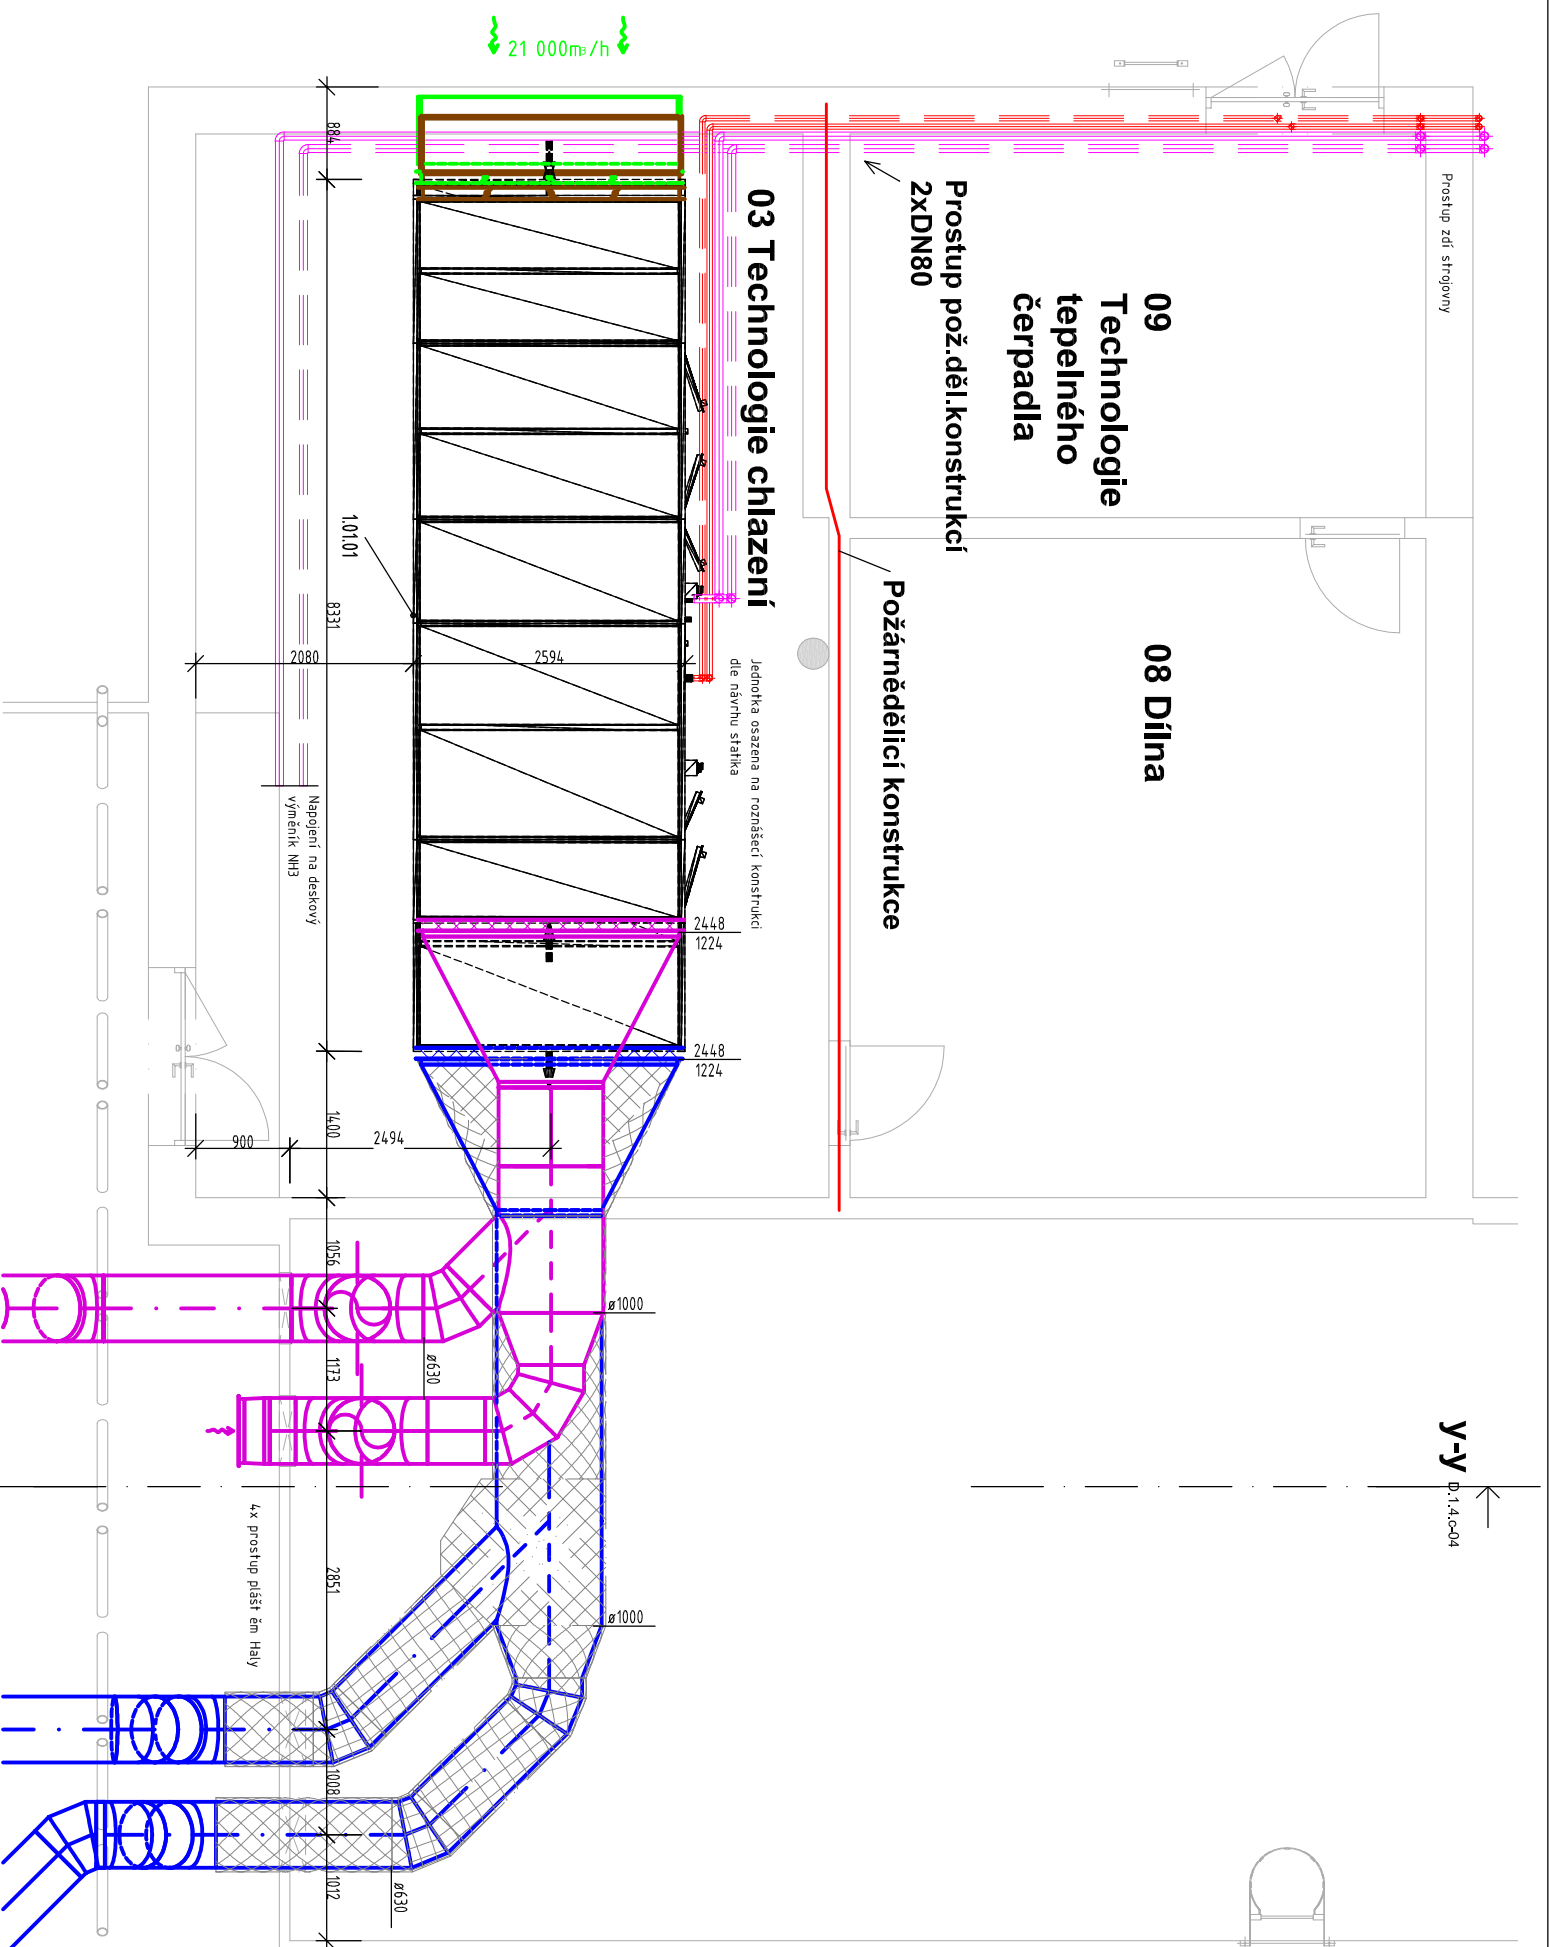 21 000m³/h
Prostup zdí strojovny
09
Technologie
tepelného
čerpadla
Prostup pož.děl.konstrukcí
2xDN80
03 Technologie chlazení
08 Dílna
Požárnědělicí konstrukce
Jednotka osazena na roznášecí konstrukci
dle návrhu statika
1.01.01
884
8331
2080
2594
Napojení na deskový
výměník NH3
2448
1224
2448
1224
1400
900
2494
1056
ø1000
ø630
1173
y-y
D.1.4.c-04
4x prostup pláštěm Haly
2851
ø1000
1008
ø630
1012